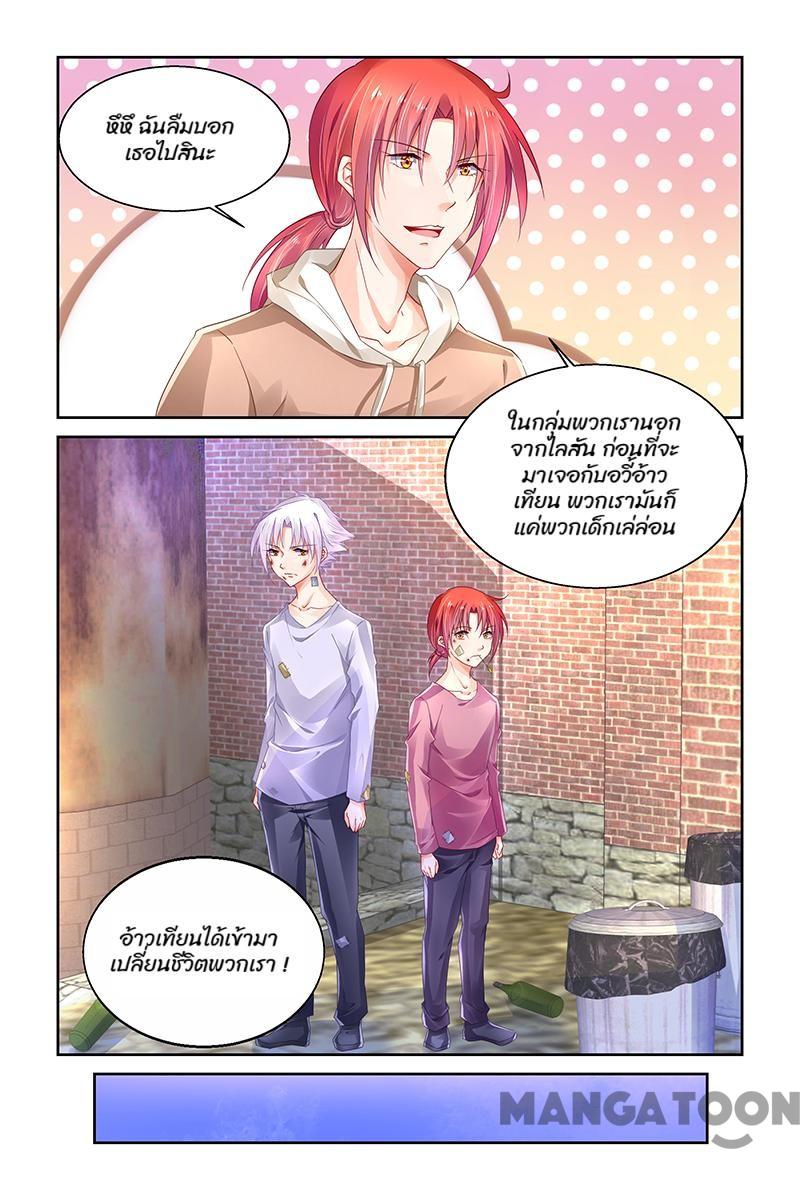 หึหึ ฉันลืมบอก
เธอไปสินะ
ในกลุ่มพวกเรานอก
จากไลสัน ก่อนที่จะ
มาเจอกับอวี้อ้าว
เทียน พวกเรามันก็
แค่พวกเด็กเล่ล่อน
อ้าวเทียนได้เข้ามา
เปลี่ยนชีวิตพวกเรา !
MANGATOON